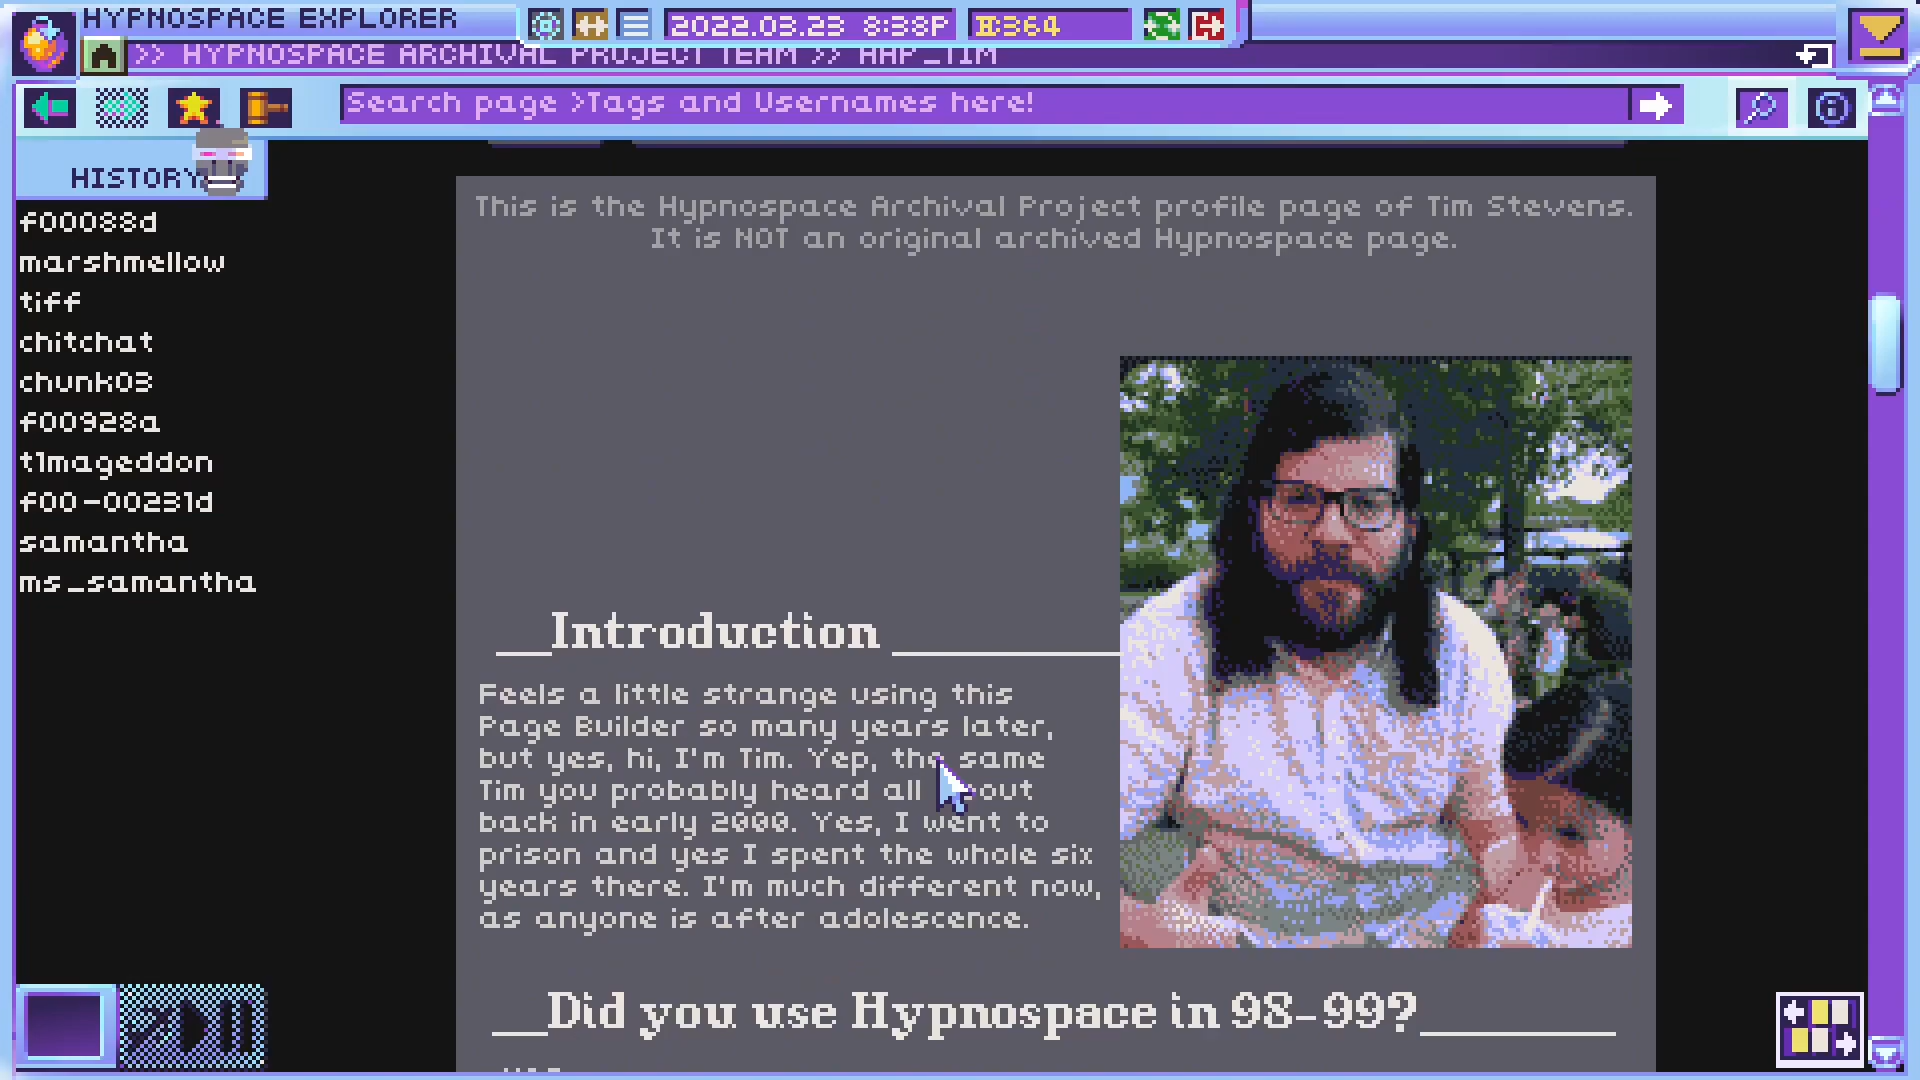 HYPNOSPACE EXPLORER
2022.03.23 8:38P
364
>> HYPNOSPACE ARCHIVAL PROJECT TEAM >> AAP_TIM
Search page >Tags and Usernames here!
HISTORY
f00088d
marshmellow
tiff
chitchat
chunk03
f00928a
t1mageddon
f00-00231d
samantha
ms_samantha
This is the Hypnospace Archival Project profile page of Tim Stevens.
It is NOT an original archived Hypnospace page.
__Introduction
Feels a little strange using this
Page Builder so many years later,
but yes, hi, I'm Tim. Yep, the same
Tim you probably heard all about
back in early 2000. Yes, I went to
prison and yes I spent the whole six
years there. I'm much different now,
as anyone is after adolescence.
__Did you use Hypnospace in 98-99?